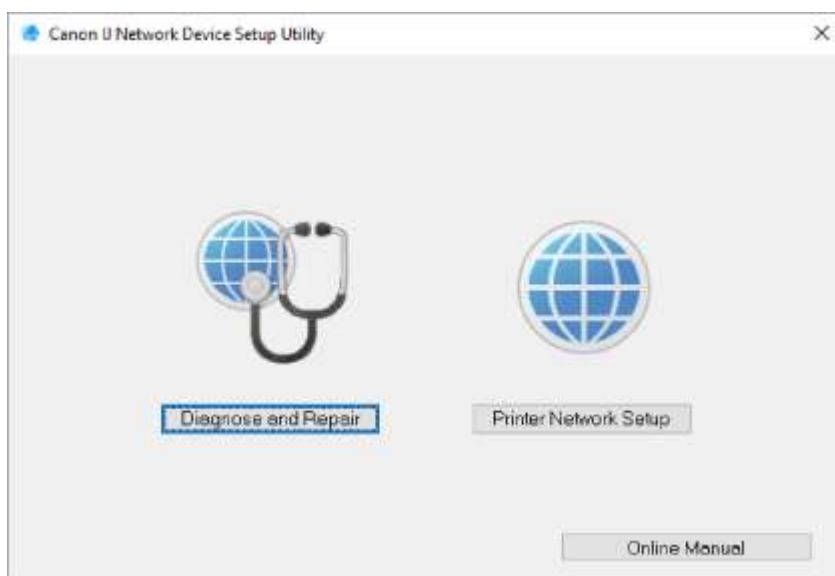 Canon IJ Network Device Setup Utility
Diagnose and Repair
Printer Network Setup
Online Manual